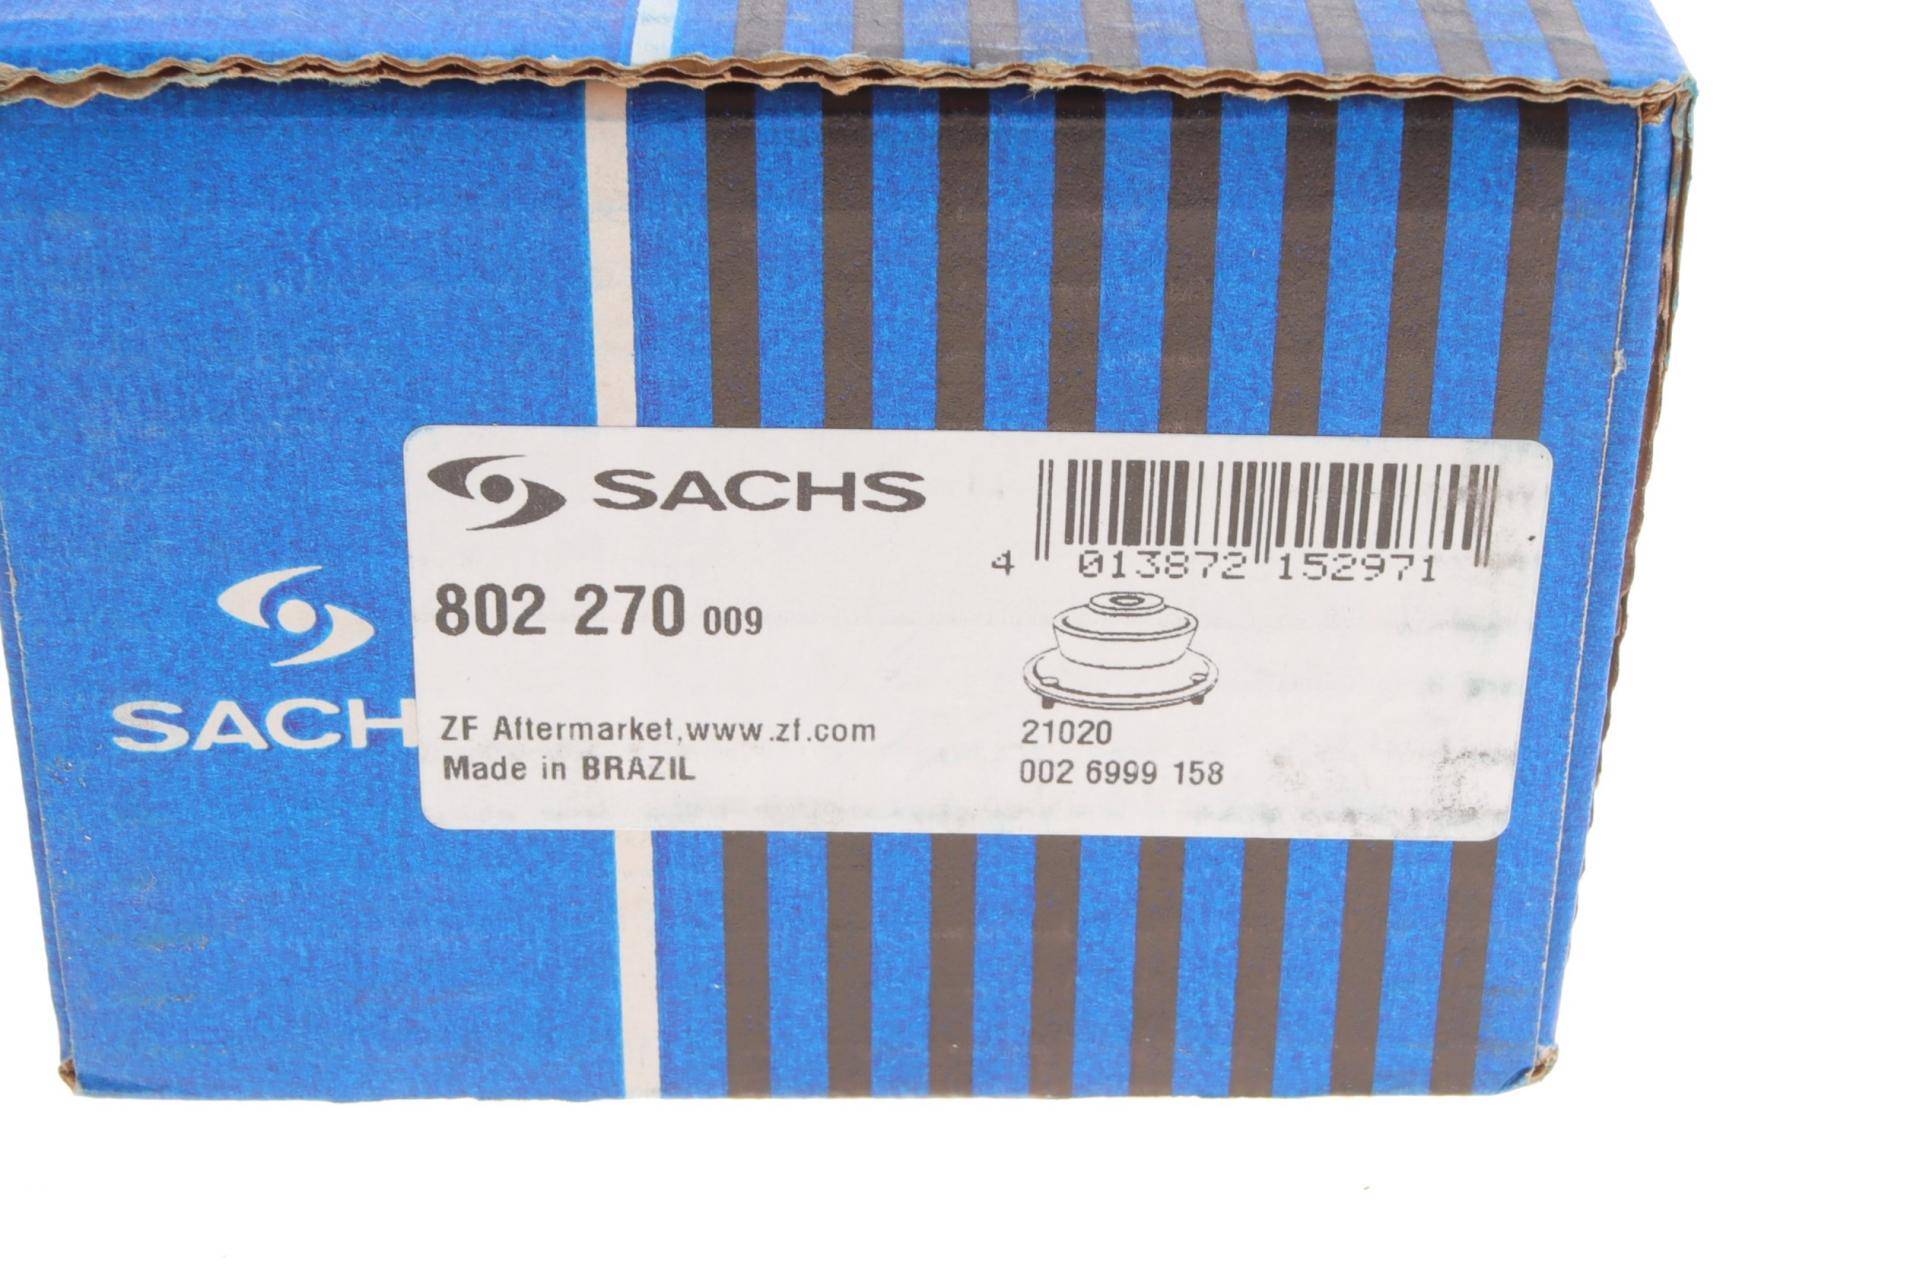 SACHS
4 013872 152971
802 270 009
ZF Aftermarket,www.zf.com
Made in BRAZIL
21020
002 6999 158
SACH